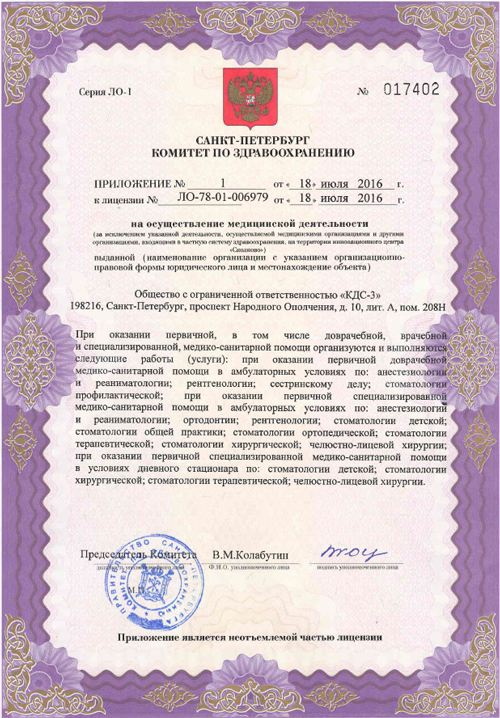 Серия ЛО-1 № 017402
САНКТ-ПЕТЕРБУРГ
КОМИТЕТ ПО ЗДРАВООХРАНЕНИЮ
ПРИЛОЖЕНИЕ № 1 от «18» июля 2016 г.
к лицензии № ЛО-78-01-006979 от «18» июля 2016 г.
на осуществление медицинской деятельности
(за исключением указанной деятельности, осуществляемой медицинскими организациями и другими
организациями, входящими в частную систему здравоохранения, на территории инновационного центра
«Сколково»)
выданной (наименование организации с указанием организационно-
правовой формы юридического лица и местонахождение объекта)
Общество с ограниченной ответственностью «КДС-3»
198216, Санкт-Петербург, проспект Народного Ополчения, д. 10, лит. А, пом. 208Н
При оказании первичной, в том числе доврачебной, врачебной
и специализированной, медико-санитарной помощи организуются и выполняются
следующие работы (услуги): при оказании первичной доврачебной
медико-санитарной помощи в амбулаторных условиях по: анестезиологии
и реаниматологии; рентгенологии; сестринскому делу; стоматологии
профилактической; при оказании первичной специализированной
медико-санитарной помощи в амбулаторных условиях по: анестезиологии
и реаниматологии; ортодонтии; рентгенологии; стоматологии детской;
стоматологии общей практики; стоматологии ортопедической; стоматологии
терапевтической; стоматологии хирургической; челюстно-лицевой хирургии;
при оказании первичной специализированной медико-санитарной помощи
в условиях дневного стационара по: стоматологии детской; стоматологии
хирургической; стоматологии терапевтической; челюстно-лицевой хирургии.
Председатель Комитета В.М.Колабутин
должность уполномоченного лица Ф.И.О. уполномоченного лица подпись уполномоченного лица
М.П.
Приложение является неотъемлемой частью лицензии